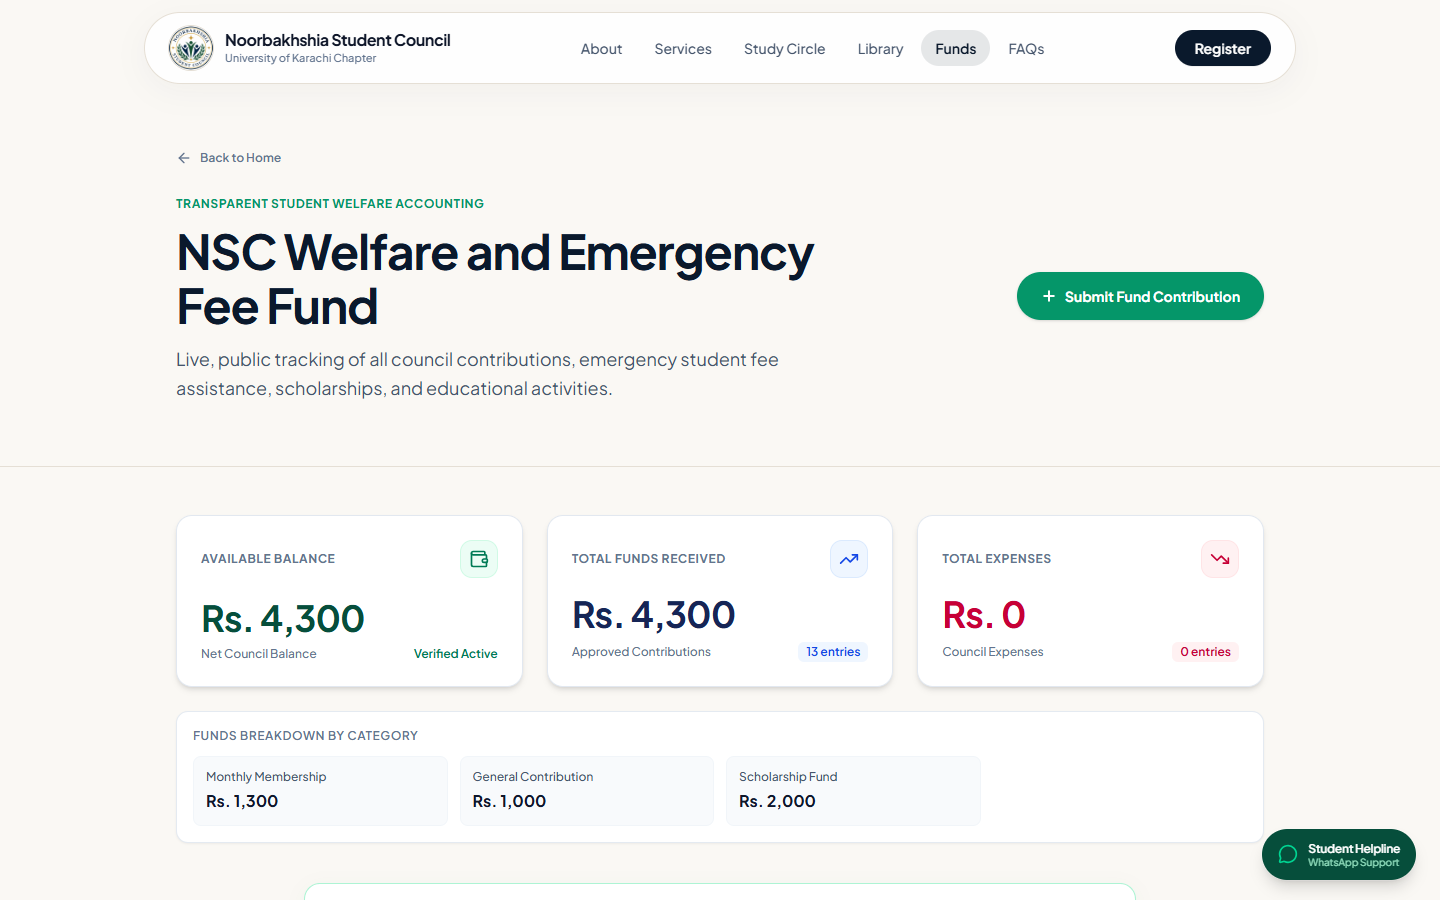 Noorbakhshia Student Council
University of Karachi Chapter
About
Services
Study Circle
Library
Funds
FAQs
Register
Back to Home
TRANSPARENT STUDENT WELFARE ACCOUNTING
NSC Welfare and Emergency
Fee Fund
Live, public tracking of all council contributions, emergency student fee
assistance, scholarships, and educational activities.
Submit Fund Contribution
AVAILABLE BALANCE
Rs. 4,300
Net Council Balance
Verified Active
TOTAL FUNDS RECEIVED
Rs. 4,300
Approved Contributions
13 entries
TOTAL EXPENSES
Rs. 0
Council Expenses
0 entries
FUNDS BREAKDOWN BY CATEGORY
Monthly Membership
Rs. 1,300
General Contribution
Rs. 1,000
Scholarship Fund
Rs. 2,000
Student Helpline
WhatsApp Support